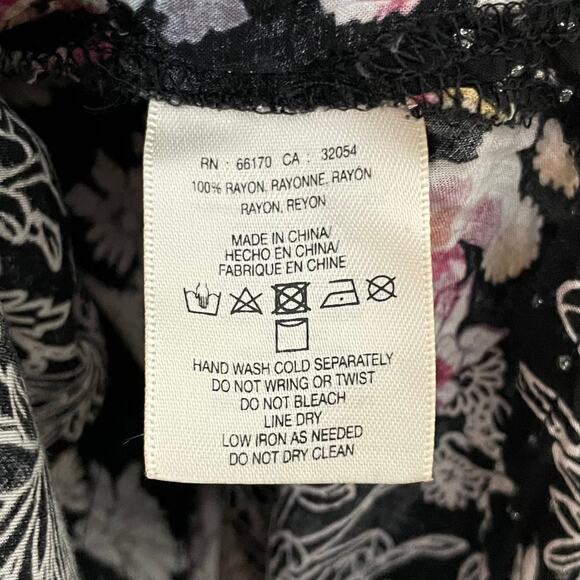 RN : 66170 CA : 32054
100% RAYON, RAYONNE, RAYÓN
RAYON, REYON
MADE IN CHINA/
HECHO EN CHINA/
FABRIQUE EN CHINE
HAND WASH COLD SEPARATELY
DO NOT WRING OR TWIST
DO NOT BLEACH
LINE DRY
LOW IRON AS NEEDED
DO NOT DRY CLEAN